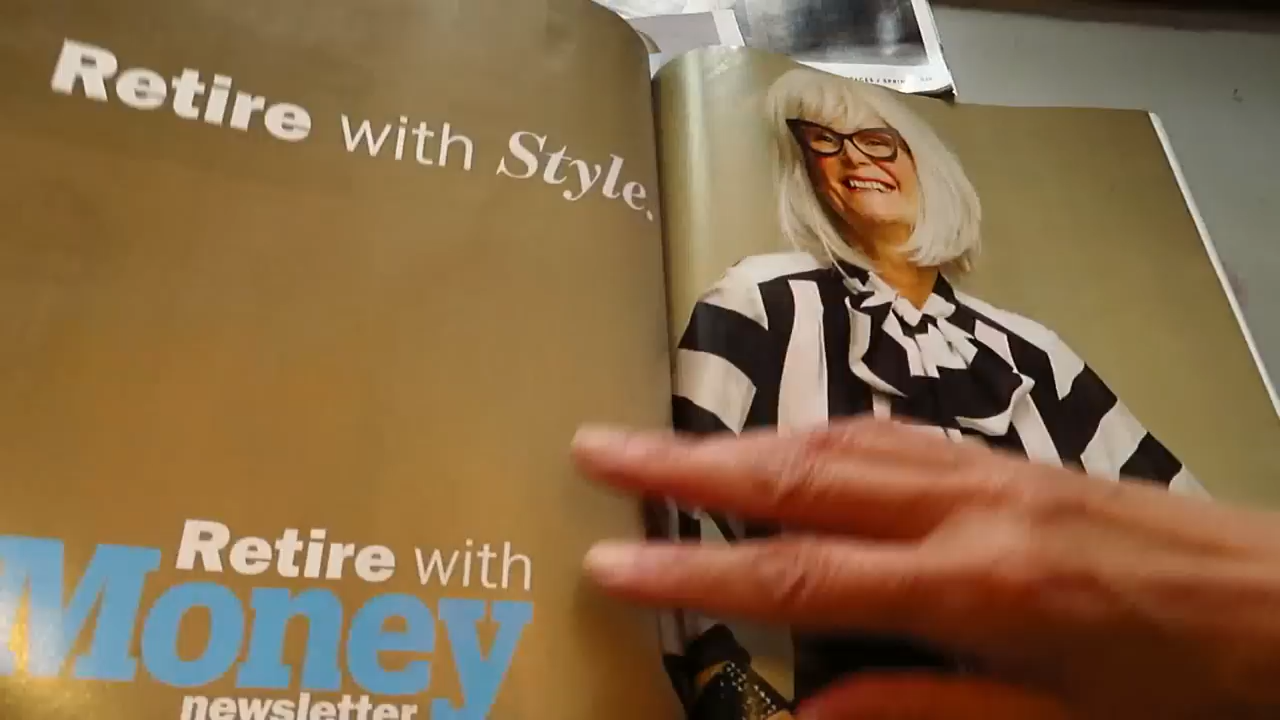 Retire with Style.
Retire with
Money
newsletter